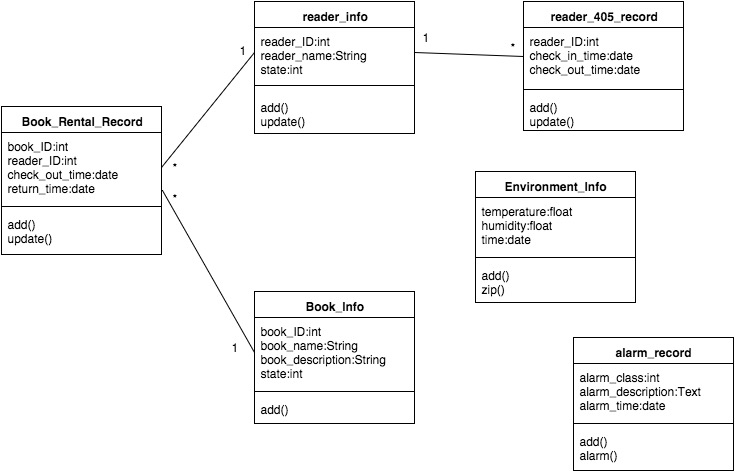 reader_info
reader_ID:int
reader_name:String
state:int
add()
update()
1
1
*
reader_405_record
reader_ID:int
check_in_time:date
check_out_time:date
add()
update()
Book_Rental_Record
book_ID:int
reader_ID:int
check_out_time:date
return_time:date
add()
update()
*
*
1
Environment_Info
temperature:float
humidity:float
time:date
add()
zip()
Book_Info
book_ID:int
book_name:String
book_description:String
state:int
add()
alarm_record
alarm_class:int
alarm_description:Text
alarm_time:date
add()
alarm()